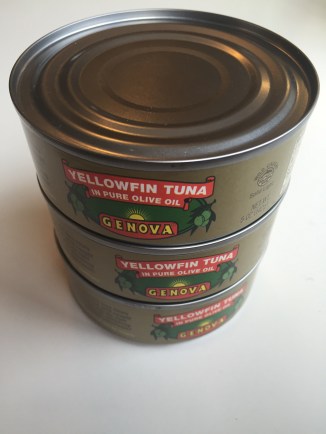 YELLOWFIN TUNA
IN PURE OLIVE OIL
GENOVA
YELLOWFIN TUNA
IN PURE OLIVE OIL
GENOVA
YELLOWFIN TUNA
IN PURE OLIVE OIL
GENOVA